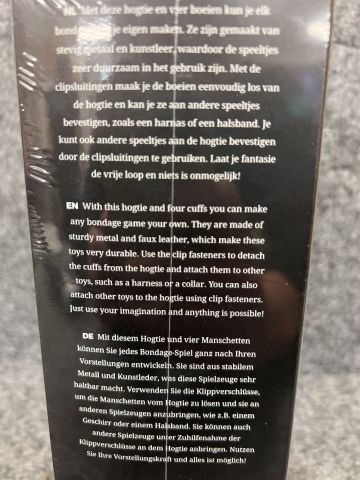 NL Met deze hogtie en vier boeien kun je elk
bondagespel je eigen maken. Ze zijn gemaakt van
stevig metaal en kunstleer, waardoor de speeltjes
zeer duurzaam in het gebruik zijn. Met de
clipsluitingen maak je de boeien eenvoudig los van
de hogtie en kan je ze aan andere speeltjes
bevestigen, zoals een harnas of een halsband. Je
kunt ook andere speeltjes aan de hogtie bevestigen
door de clipsluitingen te gebruiken. Laat je fantasie
de vrije loop en niets is onmogelijk!
EN With this hogtie and four cuffs you can make
any bondage game your own. They are made of
sturdy metal and faux leather, which make these
toys very durable. Use the clip fasteners to detach
the cuffs from the hogtie and attach them to other
toys, such as a harness or a collar. You can also
attach other toys to the hogtie using clip fasteners.
Just use your imagination and anything is possible!
DE Mit diesem Hogtie und vier Manschetten
können Sie jedes Bondage-Spiel ganz nach Ihren
Vorstellungen entwickeln. Sie sind aus stabilem
Metall und Kunstleder, was diese Spielzeuge sehr
haltbar macht. Verwenden Sie die Klippverschlüsse,
um die Manschetten vom Hogtie zu lösen und sie an
anderen Spielzeugen anzubringen, wie z.B. einem
Geschirr oder einem Halsband. Sie können auch
andere Spielzeuge unter Zuhilfenahme der
Klippverschlüsse an dem Hogtie anbringen. Nutzen
Sie Ihre Vorstellungskraft und alles ist möglich!